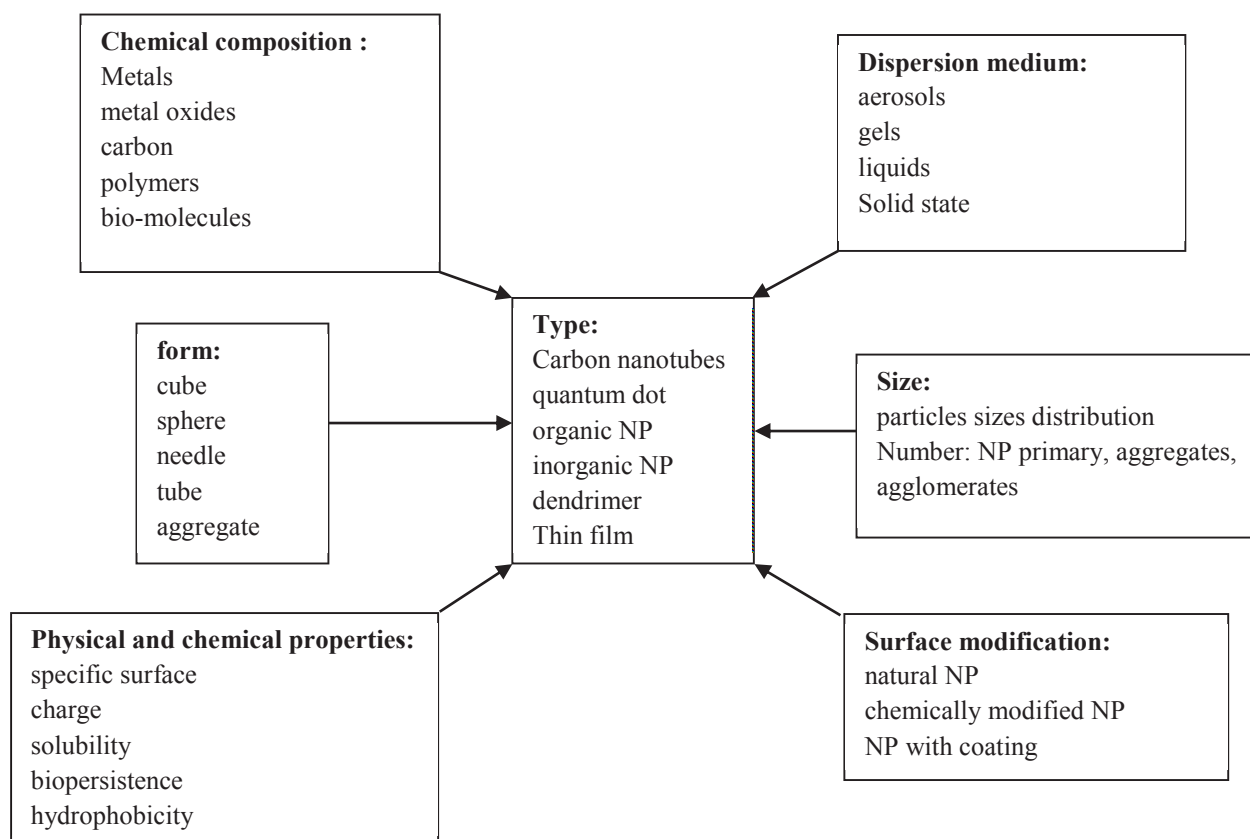 Chemical composition :
Metals
metal oxides
carbon
polymers
bio-molecules
Dispersion medium:
aerosols
gels
liquids
Solid state
form:
cube
sphere
needle
tube
aggregate
Type:
Carbon nanotubes
quantum dot
organic NP
inorganic NP
dendrimer
Thin film
Size:
particles sizes distribution
Number: NP primary, aggregates,
agglomerates
Physical and chemical properties:
specific surface
charge
solubility
biopersistence
hydrophobicity
Surface modification:
natural NP
chemically modified NP
NP with coating